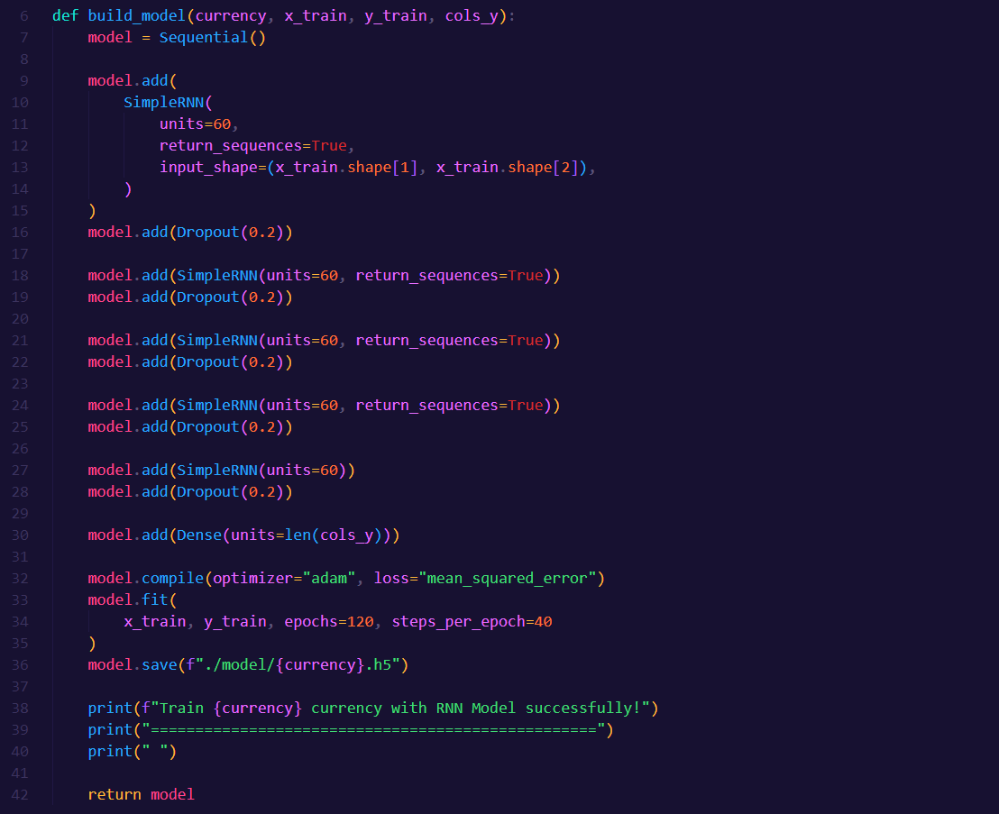 6 def build_model(currency, x_train, y_train, cols_y):
7     model = Sequential()
8
9     model.add(
10         SimpleRNN(
11             units=60,
12             return_sequences=True,
13             input_shape=(x_train.shape[1], x_train.shape[2]),
14         )
15     )
16     model.add(Dropout(0.2))
17
18     model.add(SimpleRNN(units=60, return_sequences=True))
19     model.add(Dropout(0.2))
20
21     model.add(SimpleRNN(units=60, return_sequences=True))
22     model.add(Dropout(0.2))
23
24     model.add(SimpleRNN(units=60, return_sequences=True))
25     model.add(Dropout(0.2))
26
27     model.add(SimpleRNN(units=60))
28     model.add(Dropout(0.2))
29
30     model.add(Dense(units=len(cols_y)))
31
32     model.compile(optimizer="adam", loss="mean_squared_error")
33     model.fit(
34         x_train, y_train, epochs=120, steps_per_epoch=40
35     )
36     model.save(f"./model/{currency}.h5")
37
38     print(f"Train {currency} currency with RNN Model successfully!")
39     print("==================================================")
40     print(" ")
41
42     return model